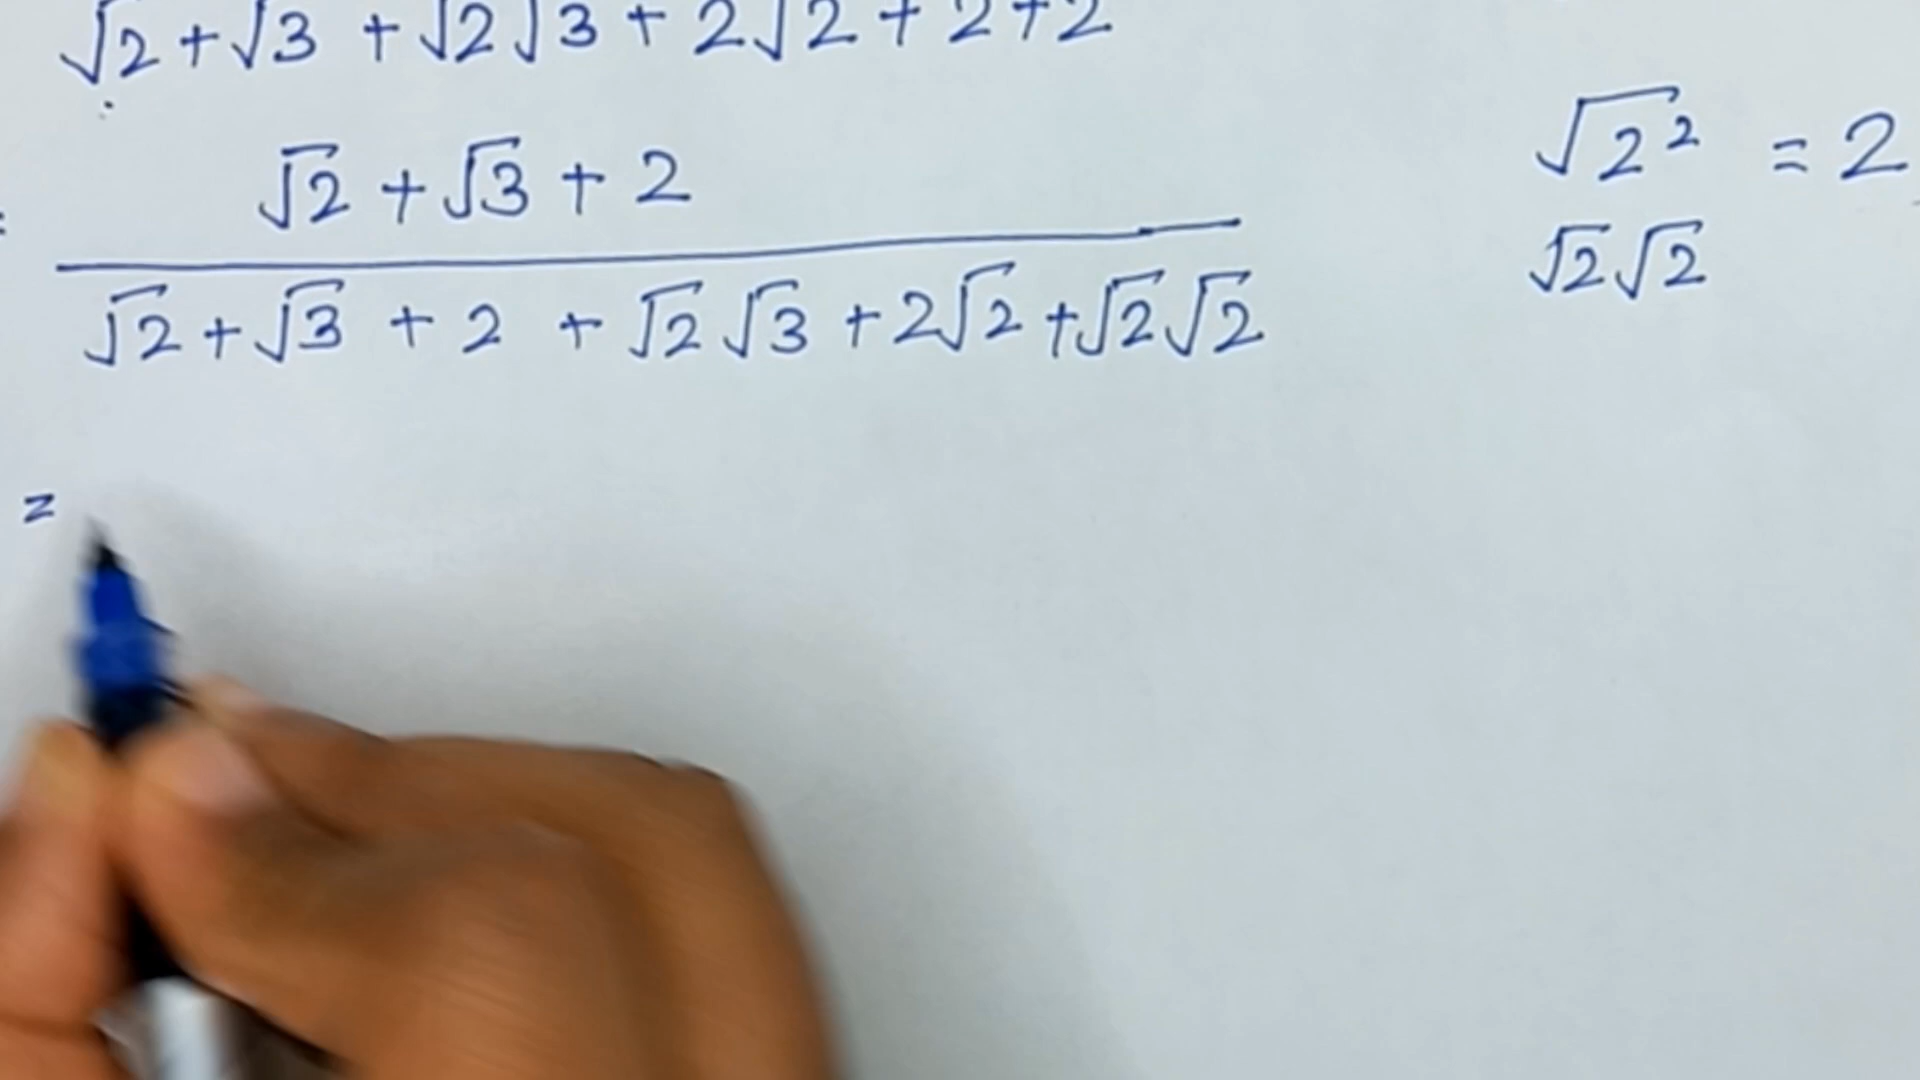 √2 + √3 + √2√3 + 2√2 + 2 + 2
√2² = 2
= √2 + √3 + 2
√2√2
√2 + √3 + 2 + √2√3 + 2√2 + √2√2
=